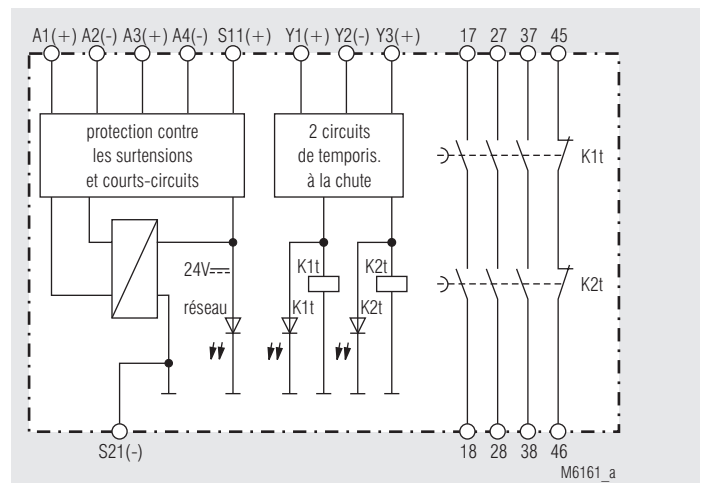 A1(+) A2(-) A3(+) A4(-) S11(+) Y1(+) Y2(-) Y3(+) 17 27 37 45
protection contre
les surtensions
et courts-circuits
2 circuits
de temporis.
à la chute
K1t
24V
K1t
K2t
K2t
réseau
K1t
K2t
S21(-)
18 28 38 46
M6161_a